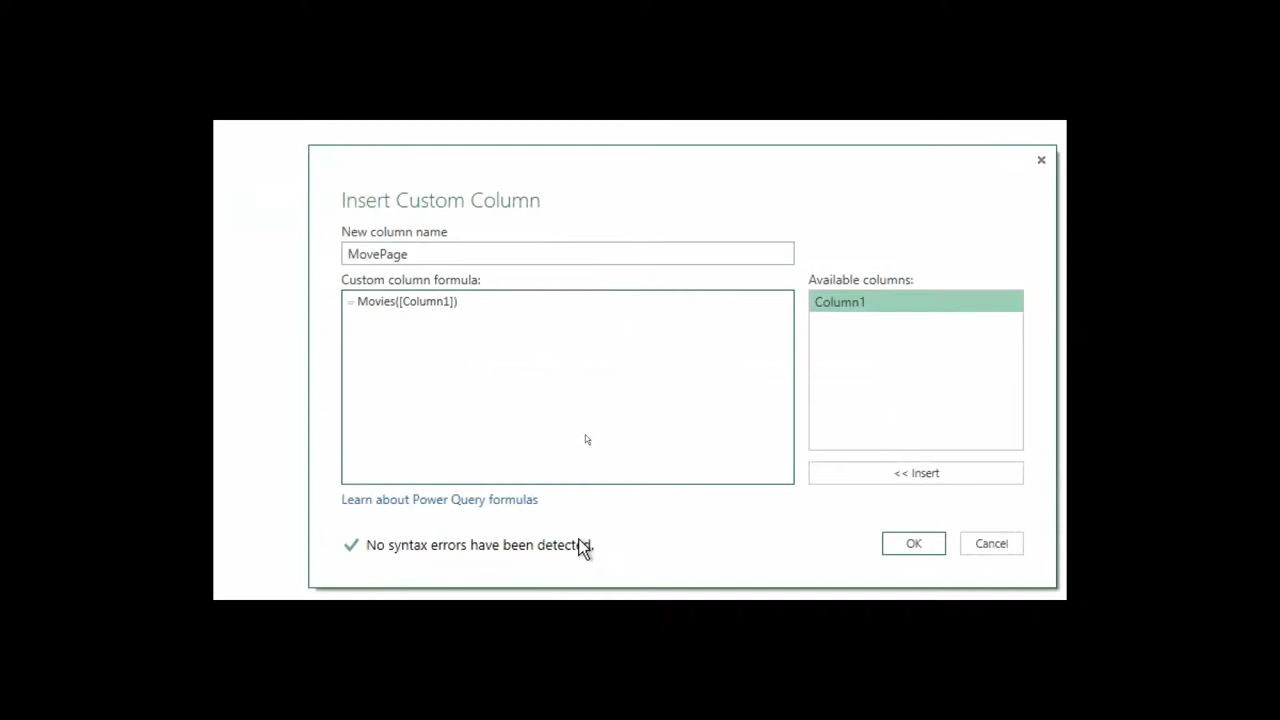 Insert Custom Column
New column name
MovePage
Custom column formula:
= Movies([Column1])
Available columns:
Column1
<< Insert
Learn about Power Query formulas
No syntax errors have been detected.
OK
Cancel